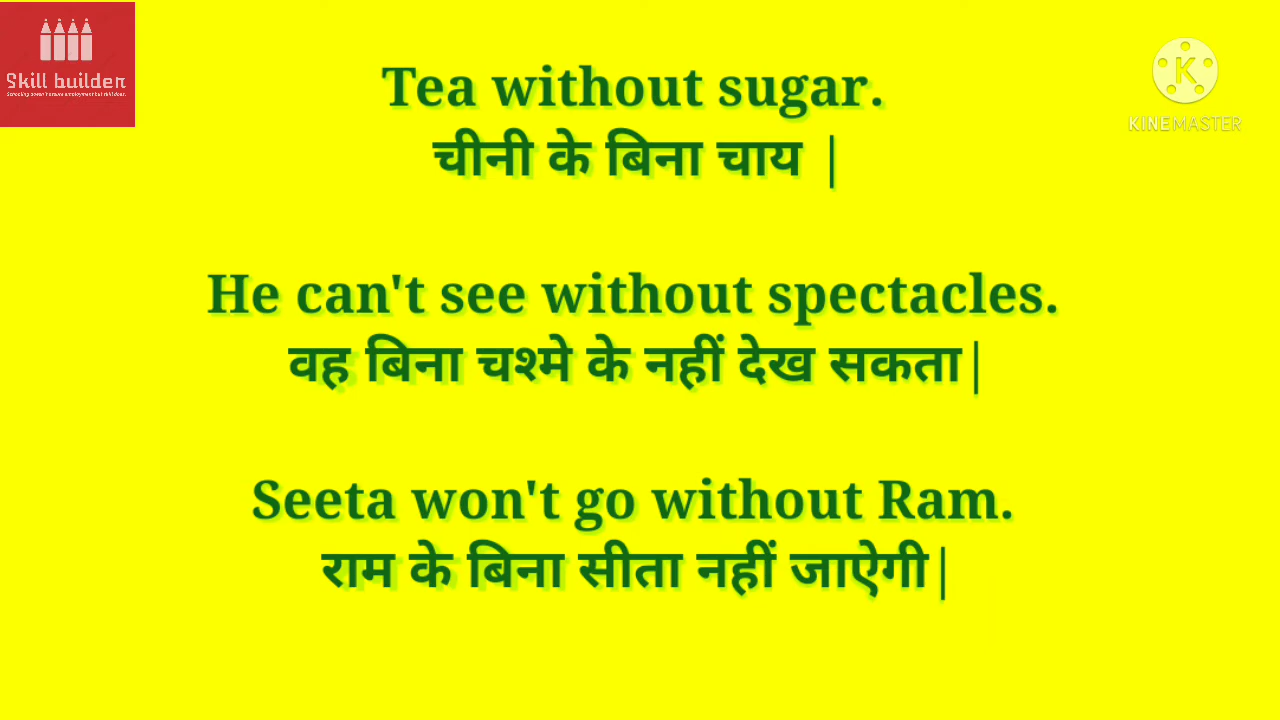 Skill builder
KINEMASTER
Tea without sugar.
चीनी के बिना चाय |
He can't see without spectacles.
वह बिना चश्मे के नहीं देख सकता|
Seeta won't go without Ram.
राम के बिना सीता नहीं जाऐगी|